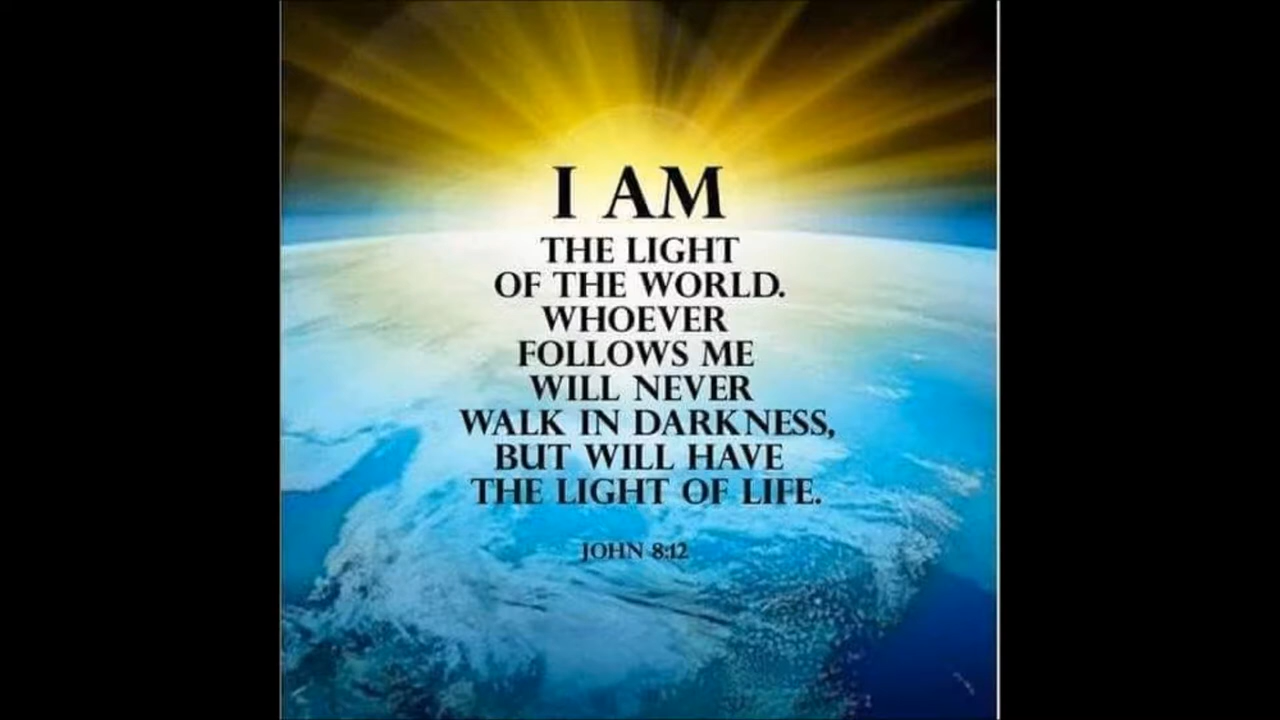 I AM
THE LIGHT
OF THE WORLD.
WHOEVER
FOLLOWS ME
WILL NEVER
WALK IN DARKNESS,
BUT WILL HAVE
THE LIGHT OF LIFE.
JOHN 8:12